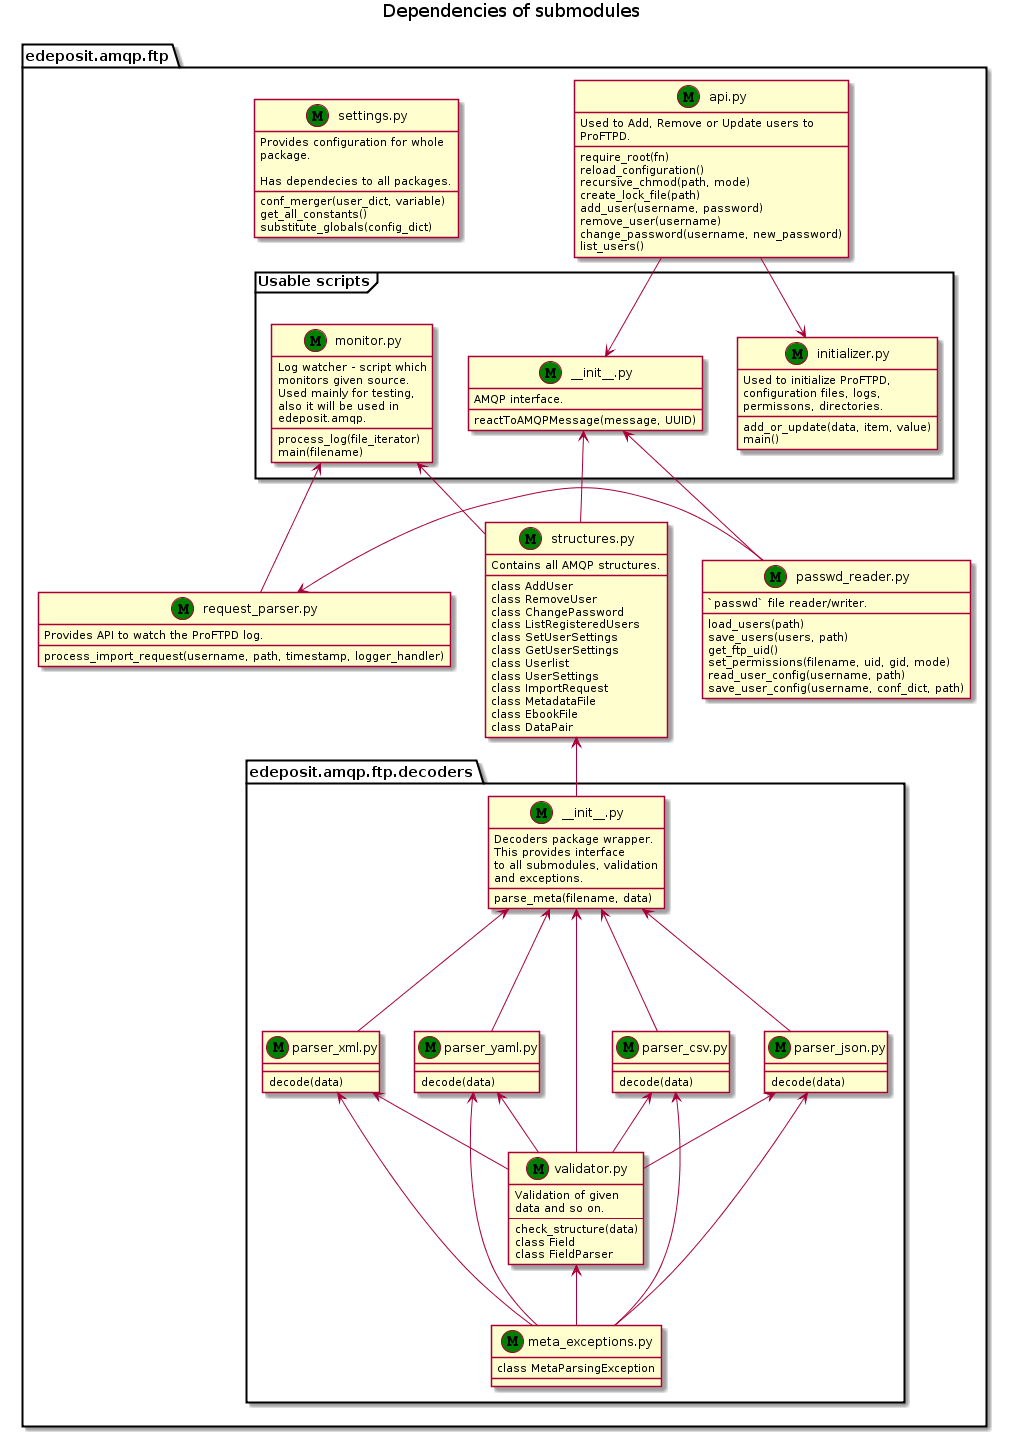 Dependencies of submodules
edeposit.amqp.ftp
M settings.py
Provides configuration for whole
package.
Has dependecies to all packages.
conf_merger(user_dict, variable)
get_all_constants()
substitute_globals(config_dict)
M api.py
Used to Add, Remove or Update users to
ProFTPD.
require_root(fn)
reload_configuration()
recursive_chmod(path, mode)
create_lock_file(path)
add_user(username, password)
remove_user(username)
change_password(username, new_password)
list_users()
Usable scripts
M monitor.py
Log watcher - script which
monitors given source.
Used mainly for testing,
also it will be used in
edeposit.amqp.
process_log(file_iterator)
main(filename)
M __init__.py
AMQP interface.
reactToAMQPMessage(message, UUID)
M initializer.py
Used to initialize ProFTPD,
configuration files, logs,
permissons, directories.
add_or_update(data, item, value)
main()
M request_parser.py
Provides API to watch the ProFTPD log.
process_import_request(username, path, timestamp, logger_handler)
M structures.py
Contains all AMQP structures.
class AddUser
class RemoveUser
class ChangePassword
class ListRegisteredUsers
class SetUserSettings
class GetUserSettings
class Userlist
class UserSettings
class ImportRequest
class MetadataFile
class EbookFile
class DataPair
M passwd_reader.py
`passwd` file reader/writer.
load_users(path)
save_users(users, path)
get_ftp_uid()
set_permissions(filename, uid, gid, mode)
read_user_config(username, path)
save_user_config(username, conf_dict, path)
edeposit.amqp.ftp.decoders
M __init__.py
Decoders package wrapper.
This provides interface
to all submodules, validation
and exceptions.
parse_meta(filename, data)
M parser_xml.py
decode(data)
M parser_yaml.py
decode(data)
M parser_csv.py
decode(data)
M parser_json.py
decode(data)
M validator.py
Validation of given
data and so on.
check_structure(data)
class Field
class FieldParser
M meta_exceptions.py
class MetaParsingException